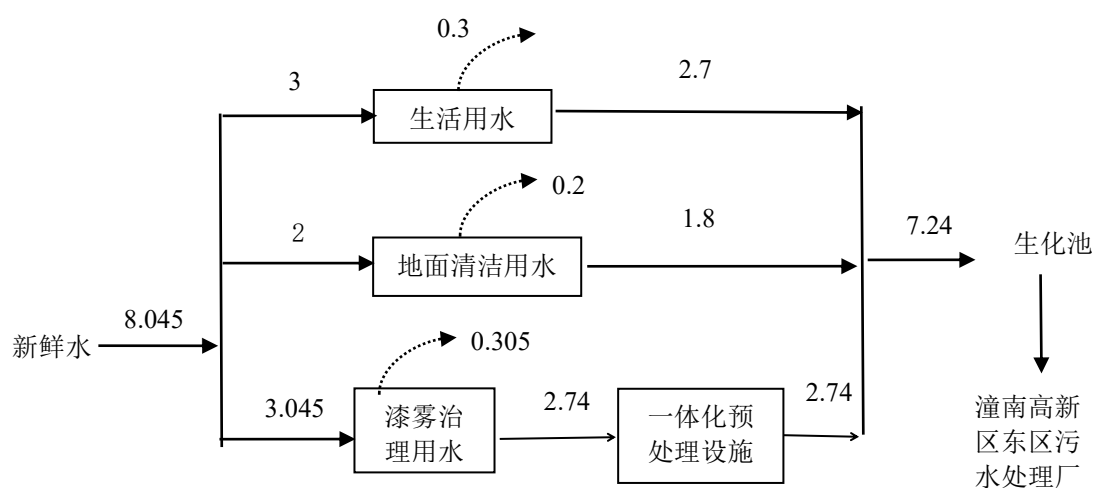 0.3
3
2.7
生活用水
0.2
2
1.8
7.24
地面清洁用水
生化池
8.045
新鲜水
0.305
3.045
漆雾治
理用水
2.74
一体化预
处理设施
2.74
潼南高新
区东区污
水处理厂